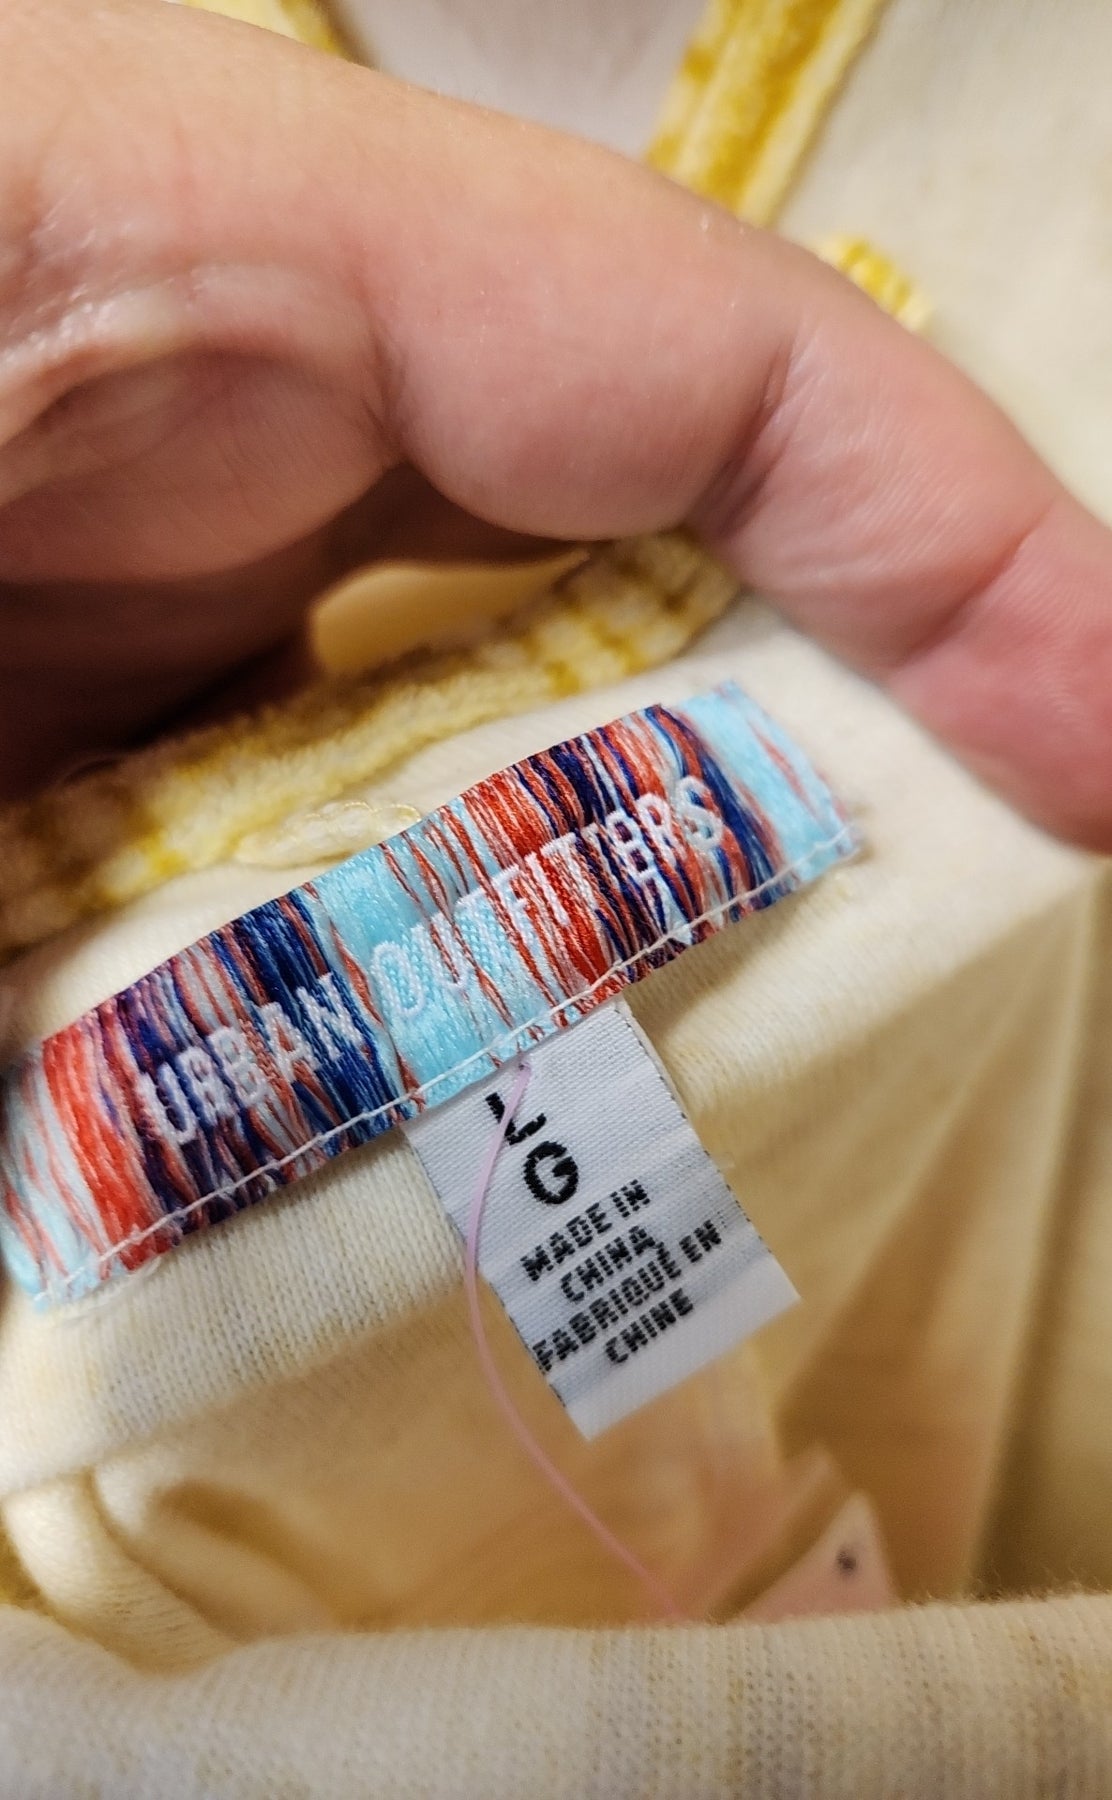 URBAN OUTFITTERS
L
G
MADE IN
CHINA
FABRIQUÉ EN
CHINE